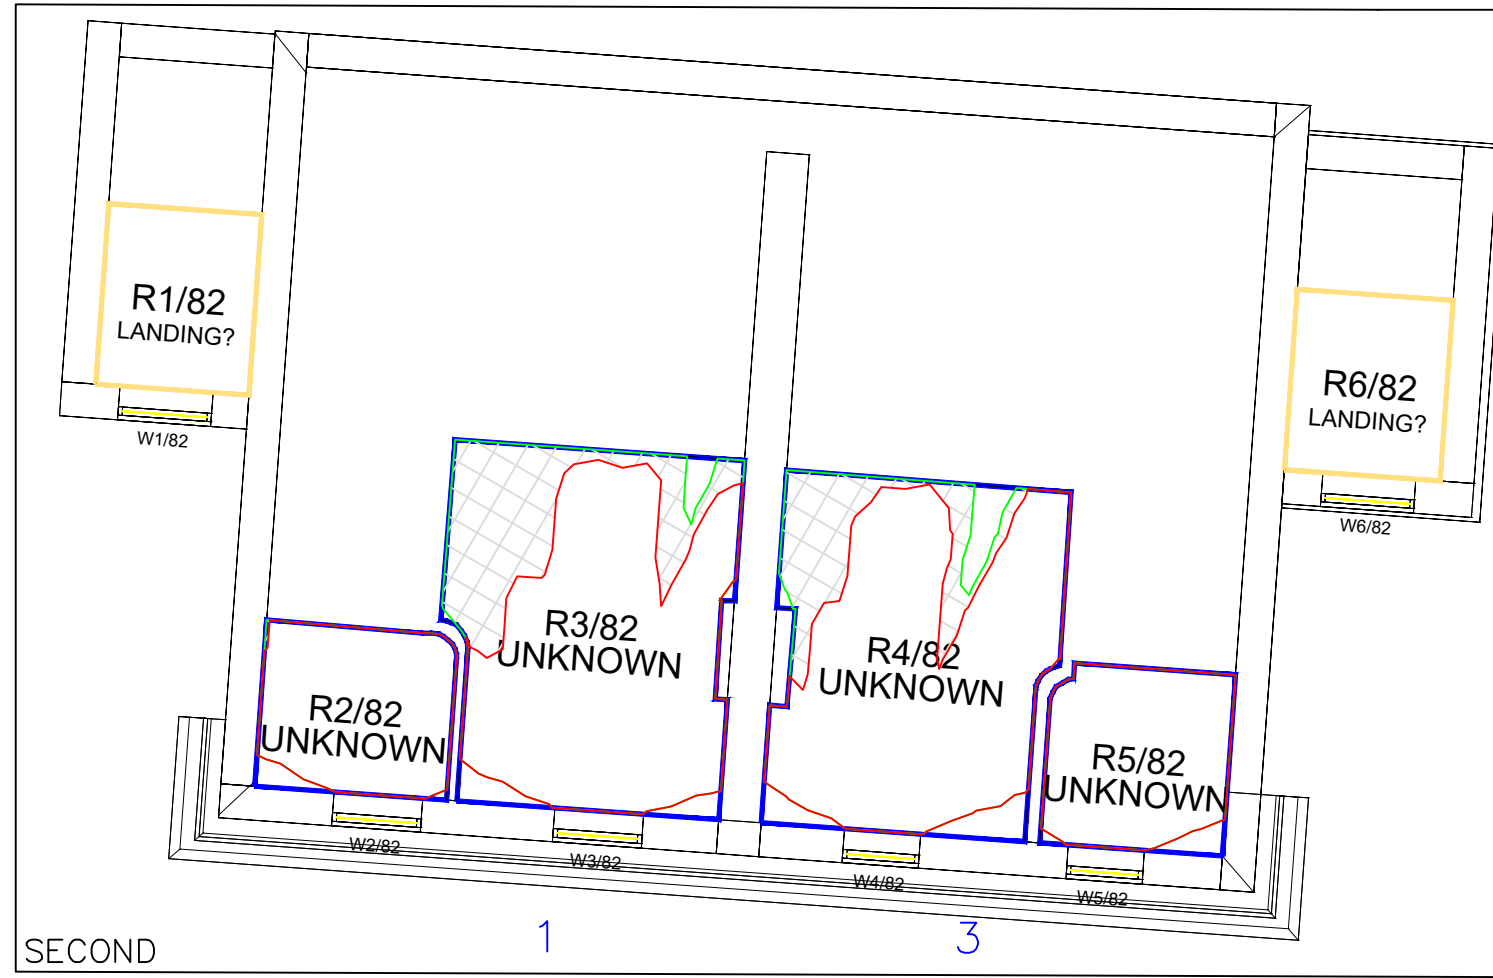 R1/82
LANDING?
W1/82
R6/82
LANDING?
W6/82
R3/82
UNKNOWN
R4/82
UNKNOWN
R2/82
UNKNOWN
R5/82
UNKNOWN
W2/82
W3/82
W4/82
W5/82
1
3
SECOND